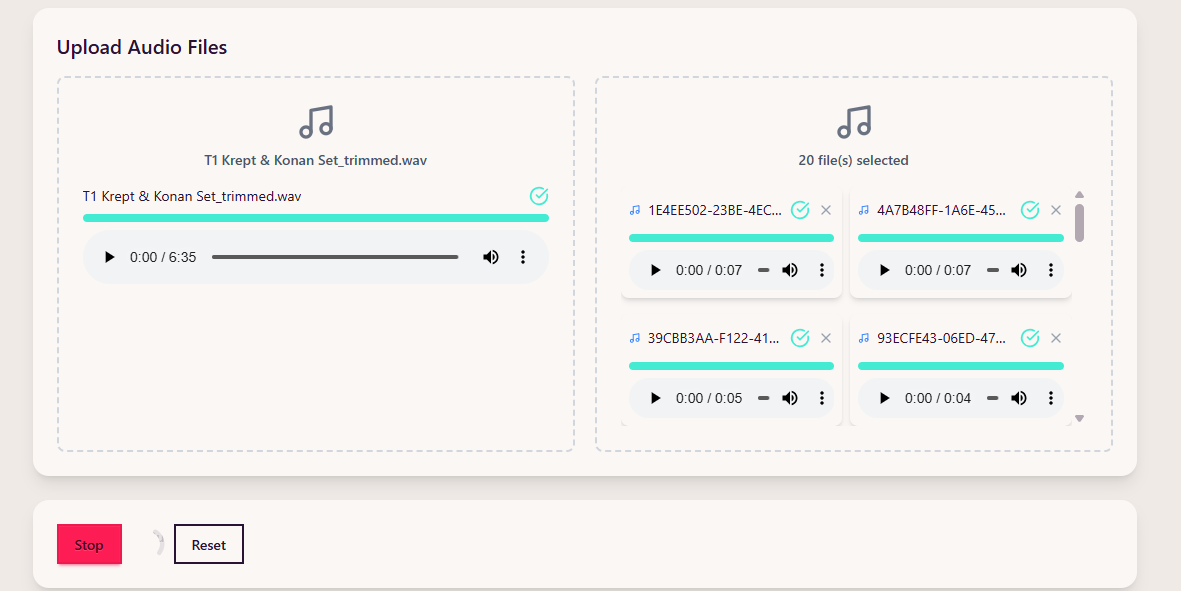 Upload Audio Files
T1 Krept & Konan Set_trimmed.wav
T1 Krept & Konan Set_trimmed.wav
0:00 / 6:35
20 file(s) selected
1E4EE502-23BE-4EC...
4A7B48FF-1A6E-45...
0:00 / 0:07
0:00 / 0:07
39CBB3AA-F122-41...
93ECFE43-06ED-47...
0:00 / 0:05
0:00 / 0:04
Stop
Reset